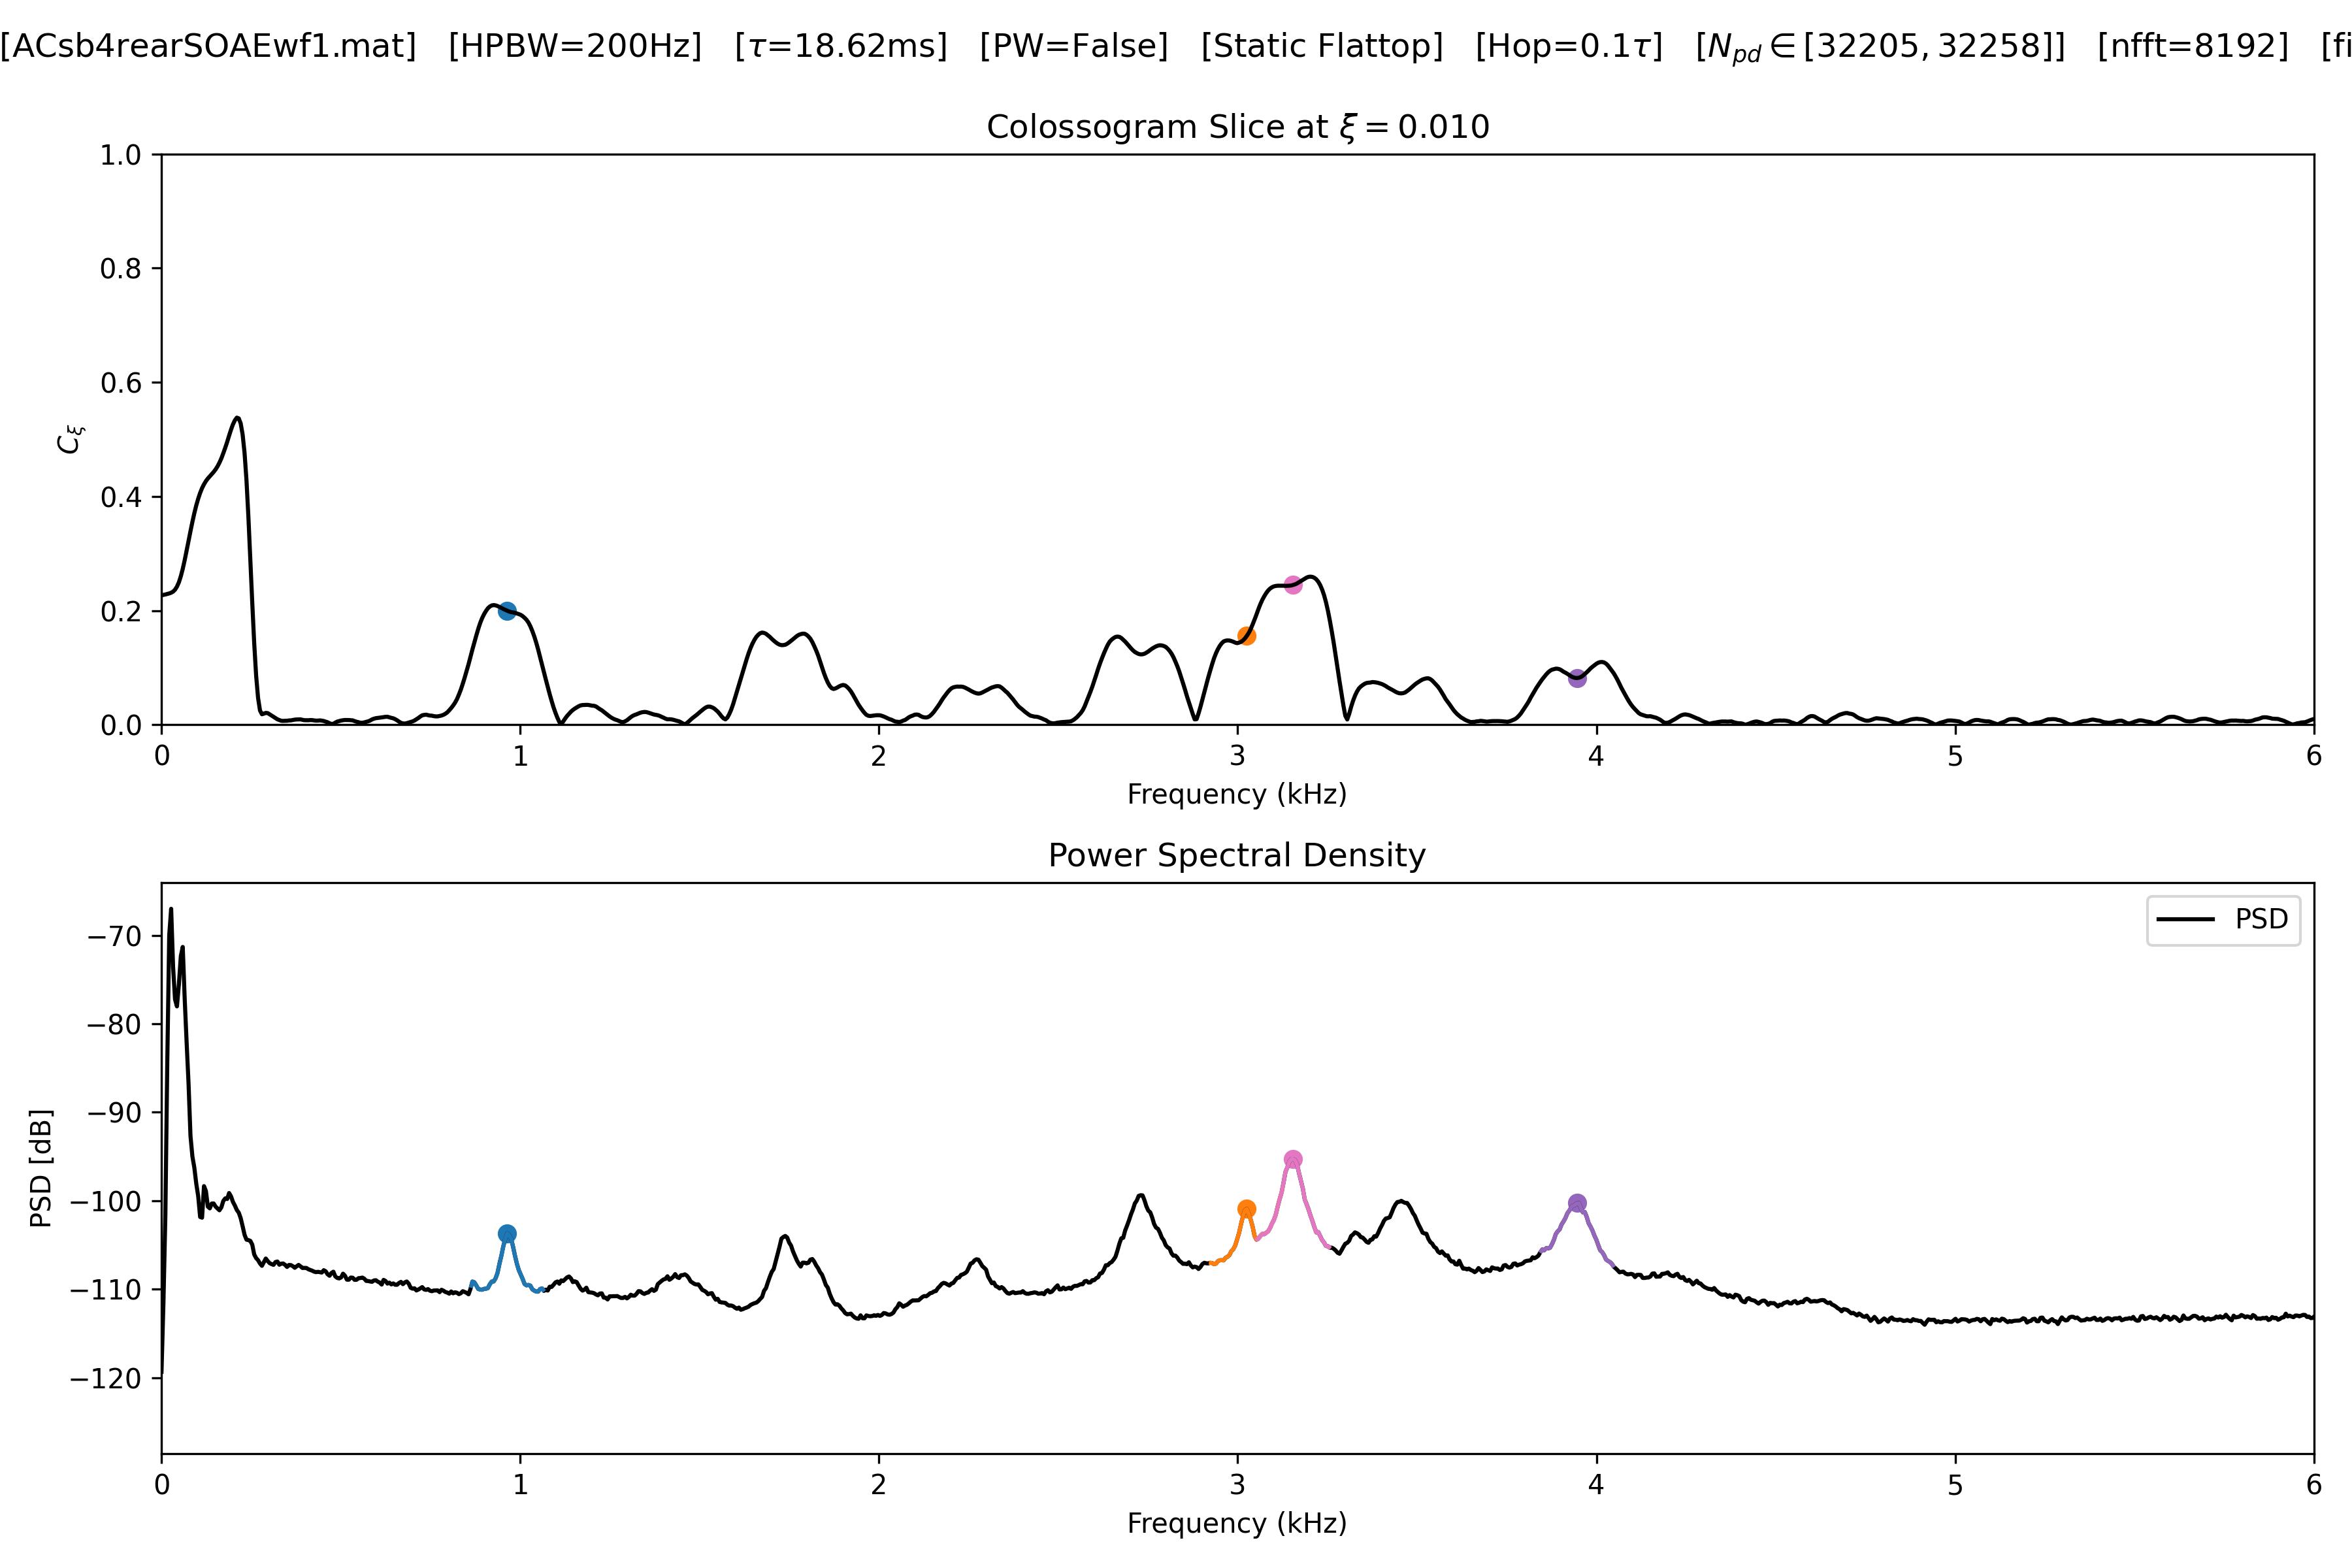 [ACsb4rearSOAEwf1.mat] [HPBW=200Hz] [τ=18.62ms] [PW=False] [Static Flattop] [Hop=0.1τ] [N_pd ∈ [32205, 32258]] [nfft=8192] [fi
Colossogram Slice at ξ = 0.010
1.0
0.8
0.6
0.4
0.2
0.0
C_ξ
0 1 2 3 4 5 6
Frequency (kHz)
Power Spectral Density
PSD
−70
−80
−90
−100
−110
−120
PSD [dB]
0 1 2 3 4 5 6
Frequency (kHz)